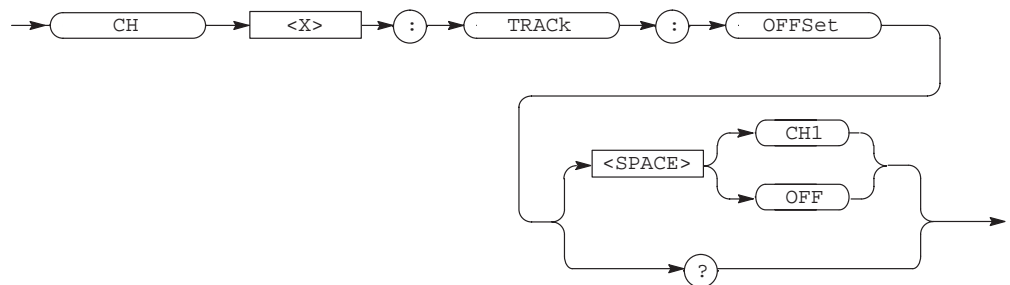 CH <X> : TRACk : OFFSet
<SPACE> CH1
OFF
?